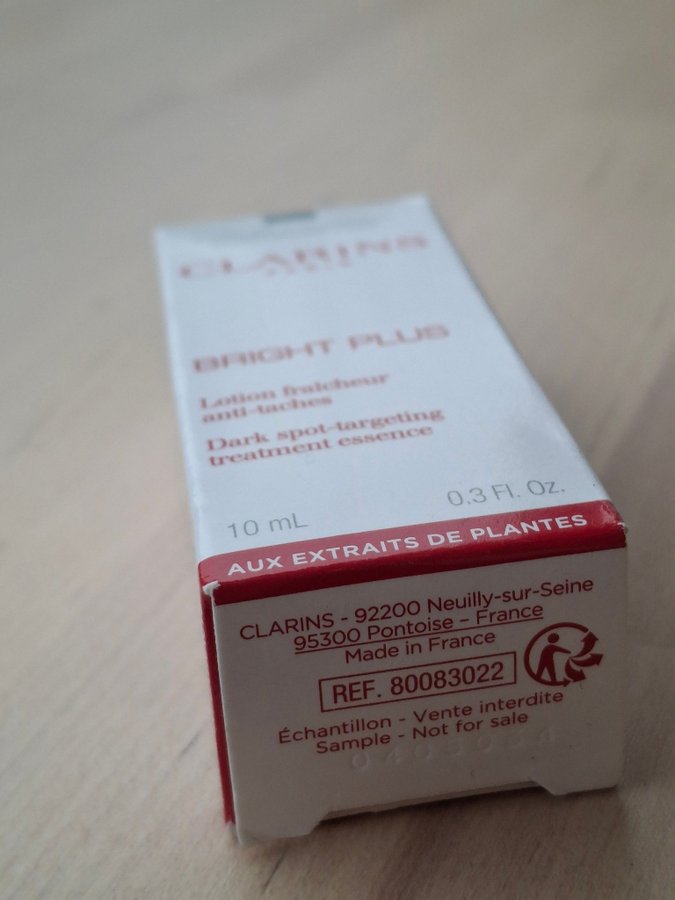 CLARINS
PARIS
BRIGHT PLUS
Lotion fraîcheur
anti-taches
Dark spot-targeting
treatment essence
10 mL
0.3 Fl. Oz.
AUX EXTRAITS DE PLANTES
CLARINS - 92200 Neuilly-sur-Seine
95300 Pontoise – France
Made in France
REF. 80083022
Échantillon - Vente interdite
Sample - Not for sale